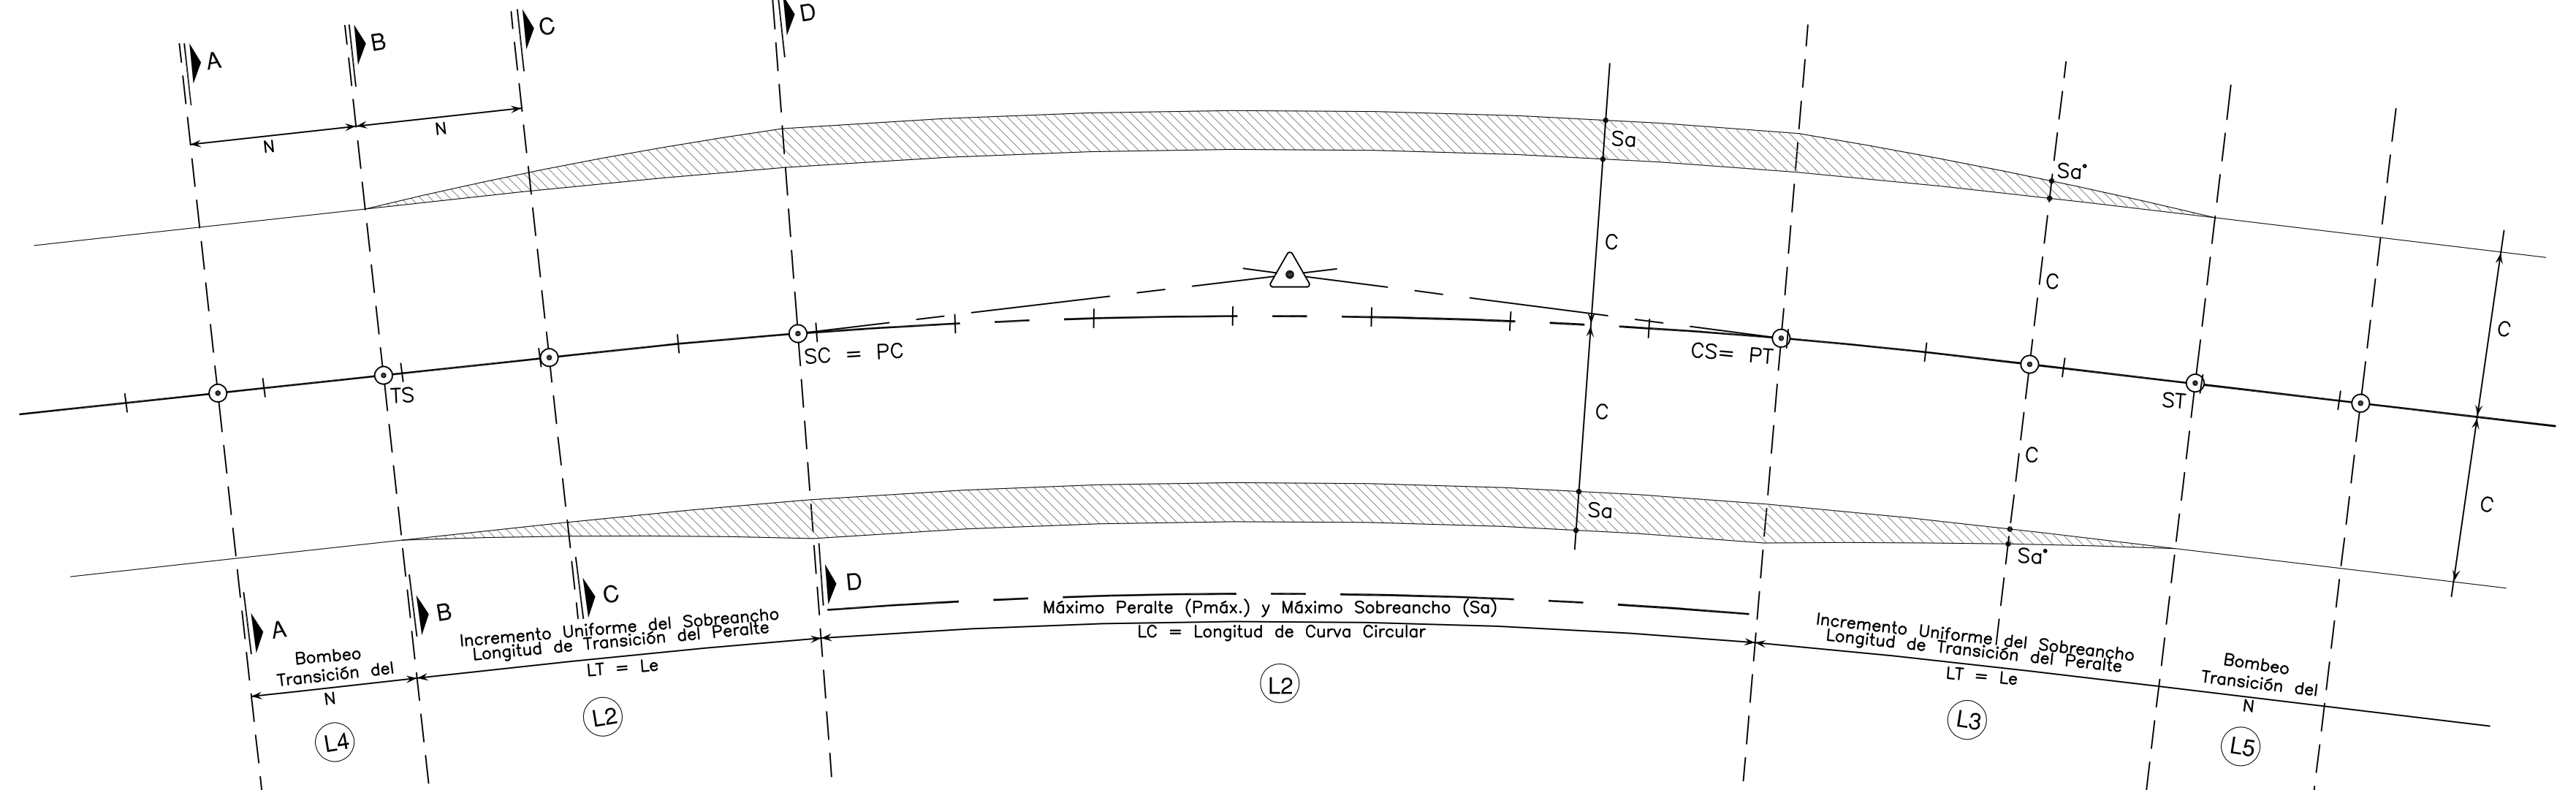 A
B
C
D
N
N
Sa
Sa'
C
C
C
SC = PC
CS= PT
TS
ST
C
C
C
Sa
Sa'
D
C
B
A
Máximo Peralte (Pmáx.) y Máximo Sobreancho (Sa)
LC = Longitud de Curva Circular
Incremento Uniforme del Sobreancho
Longitud de Transición del Peralte
LT = Le
Bombeo
Transición del
N
Incremento Uniforme del Sobreancho
Longitud de Transición del Peralte
LT = Le
Bombeo
Transición del
N
L4
L2
L2
L3
L5